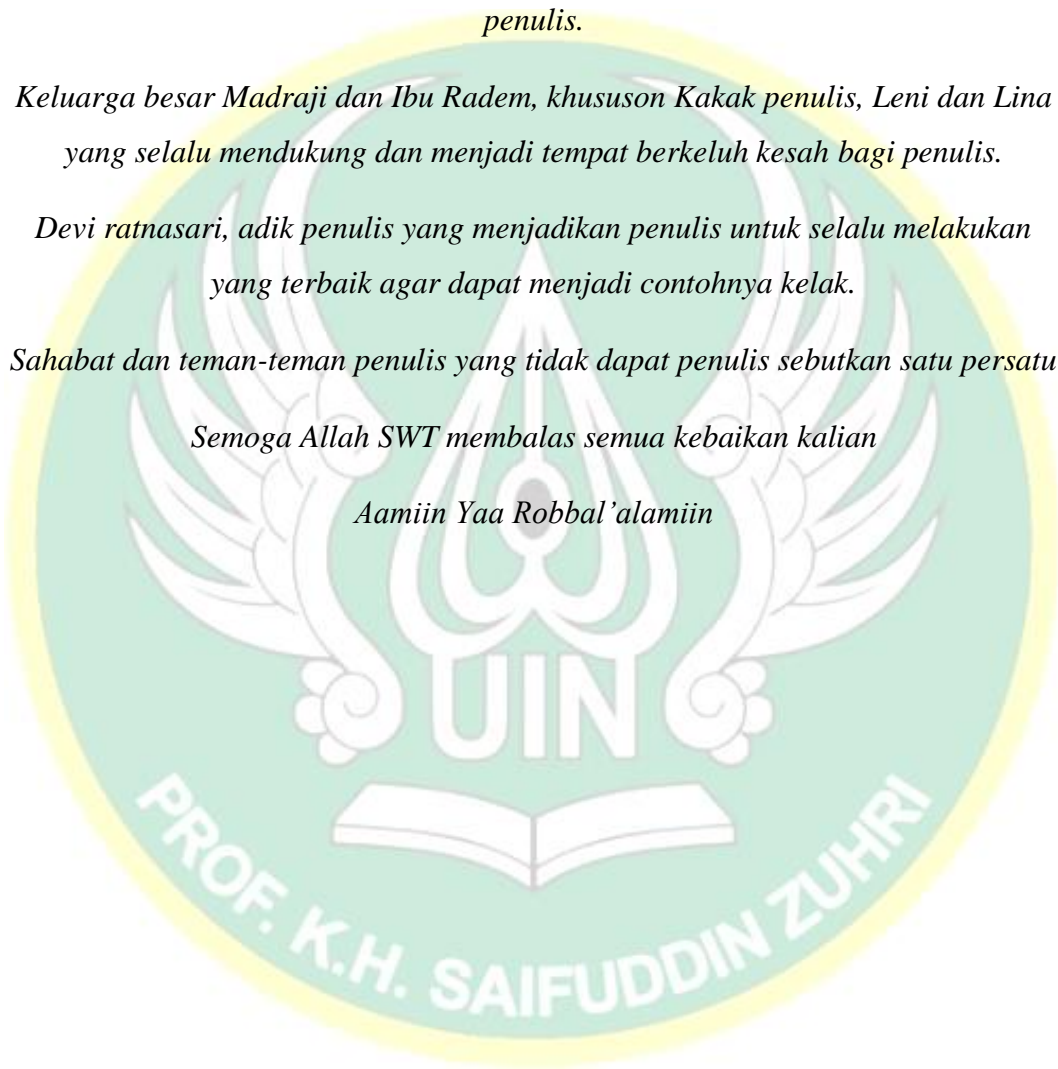 penulis.
Keluarga besar Madraji dan Ibu Radem, khususon Kakak penulis, Leni dan Lina
yang selalu mendukung dan menjadi tempat berkeluh kesah bagi penulis.
Devi ratnasari, adik penulis yang menjadikan penulis untuk selalu melakukan
yang terbaik agar dapat menjadi contohnya kelak.
Sahabat dan teman-teman penulis yang tidak dapat penulis sebutkan satu persatu
Semoga Allah SWT membalas semua kebaikan kalian
Aamiin Yaa Robbal’alamiin
UIN
PROF. K.H. SAIFUDDIN ZUHRI